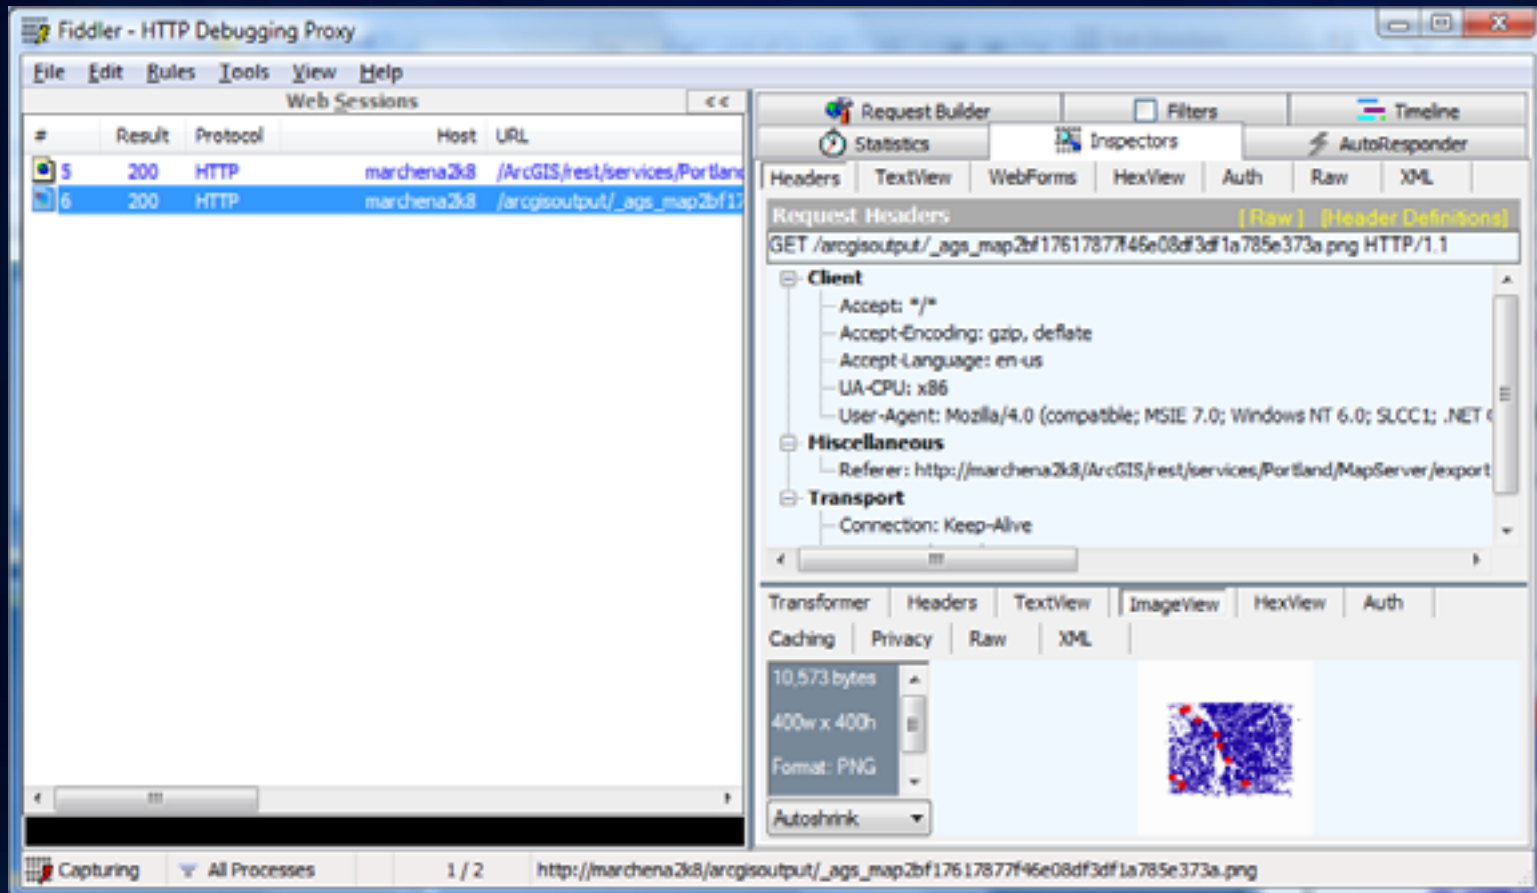 Fiddler - HTTP Debugging Proxy
File Edit Rules Tools View Help
Web Sessions <<
# Result Protocol Host URL
5 200 HTTP marchena2k8 /ArcGIS/rest/services/Portland
6 200 HTTP marchena2k8 /arcgisoutput/_ags_map2bf17
Request Builder Filters Timeline
Statistics Inspectors AutoResponder
Headers TextView WebForms HexView Auth Raw XML
Request Headers [ Raw ] [Header Definitions]
GET /arcgisoutput/_ags_map2bf17617877f46e08df3df1a785e373a.png HTTP/1.1
Client
Accept: */*
Accept-Encoding: gzip, deflate
Accept-Language: en-us
UA-CPU: x86
User-Agent: Mozilla/4.0 (compatible; MSIE 7.0; Windows NT 6.0; SLCC1; .NET
Miscellaneous
Referer: http://marchena2k8/ArcGIS/rest/services/Portland/MapServer/export
Transport
Connection: Keep-Alive
Transformer Headers TextView ImageView HexView Auth
Caching Privacy Raw XML
10,573 bytes
400w x 400h
Format: PNG
Autoshrink
Capturing All Processes 1 / 2 http://marchena2k8/arcgisoutput/_ags_map2bf17617877f46e08df3df1a785e373a.png